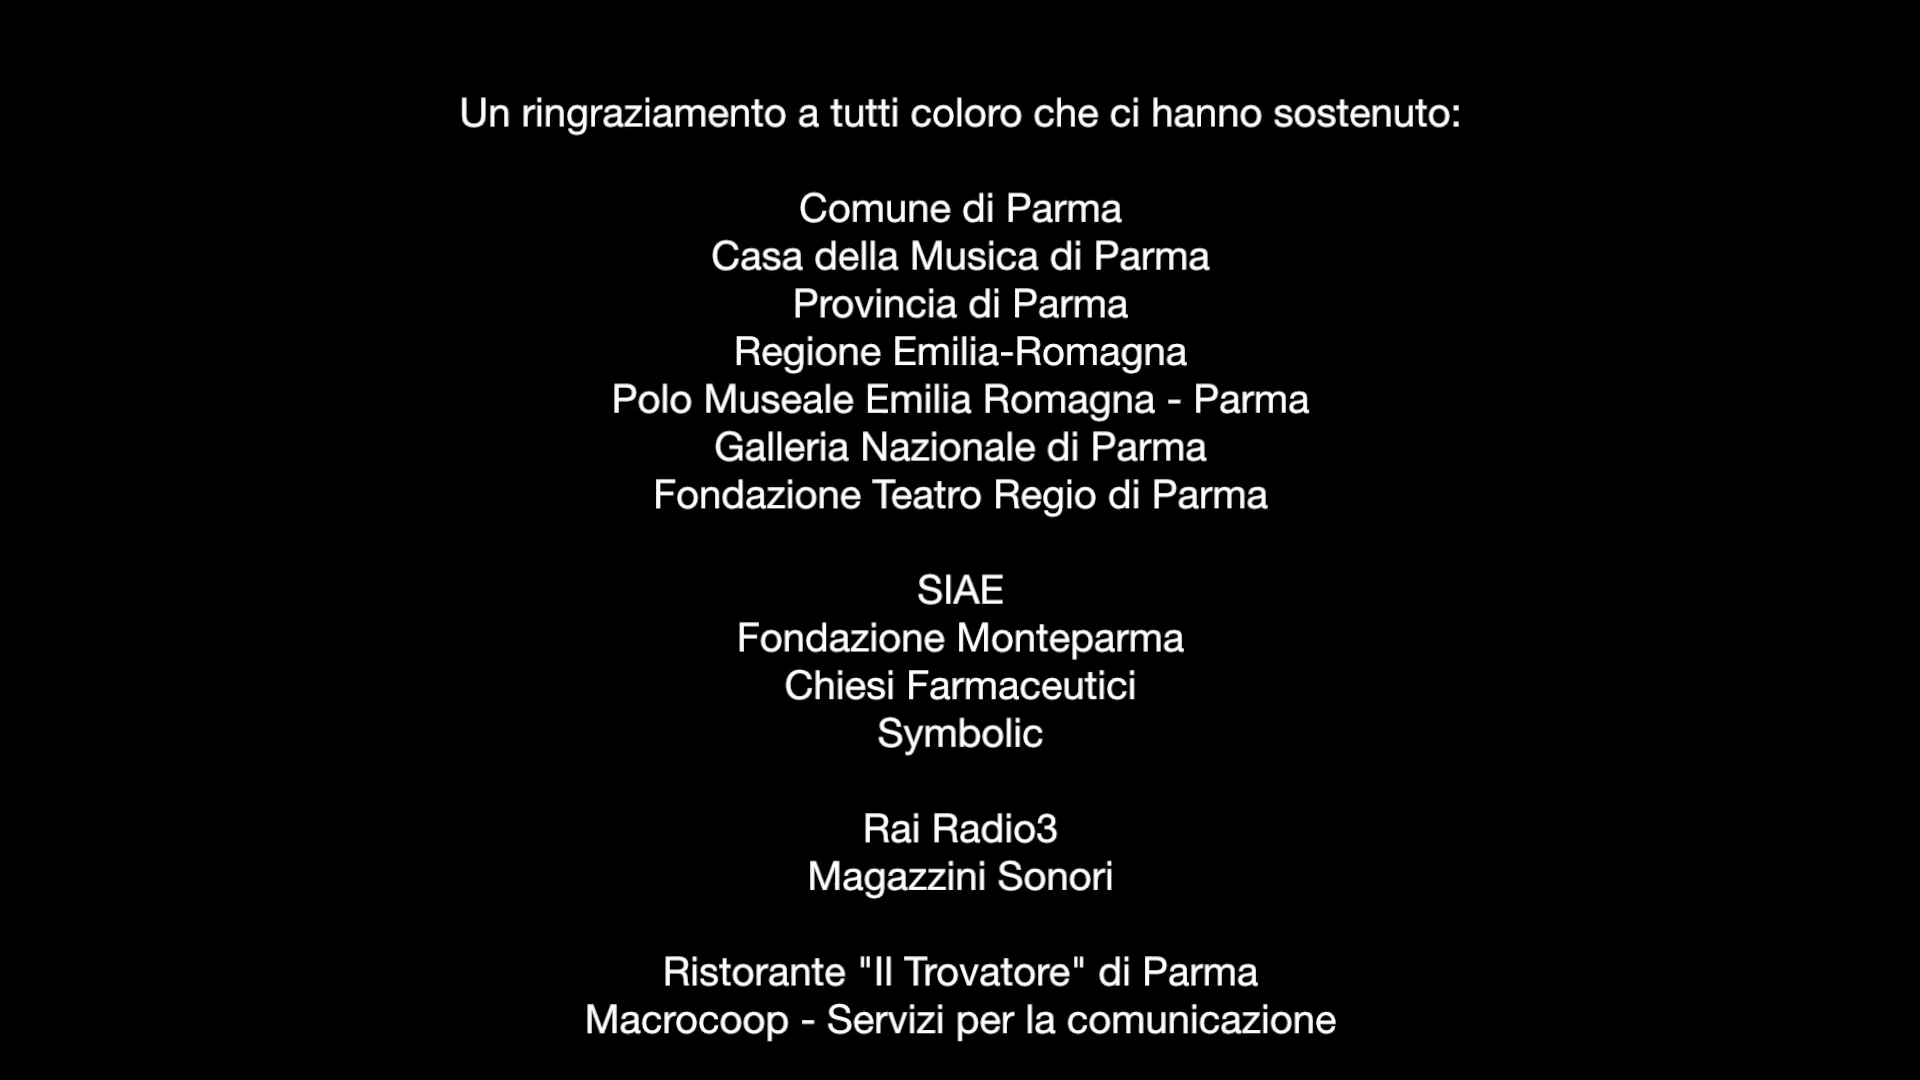 Un ringraziamento a tutti coloro che ci hanno sostenuto:
Comune di Parma
Casa della Musica di Parma
Provincia di Parma
Regione Emilia-Romagna
Polo Museale Emilia Romagna - Parma
Galleria Nazionale di Parma
Fondazione Teatro Regio di Parma
SIAE
Fondazione Monteparma
Chiesi Farmaceutici
Symbolic
Rai Radio3
Magazzini Sonori
Ristorante "Il Trovatore" di Parma
Macrocoop - Servizi per la comunicazione